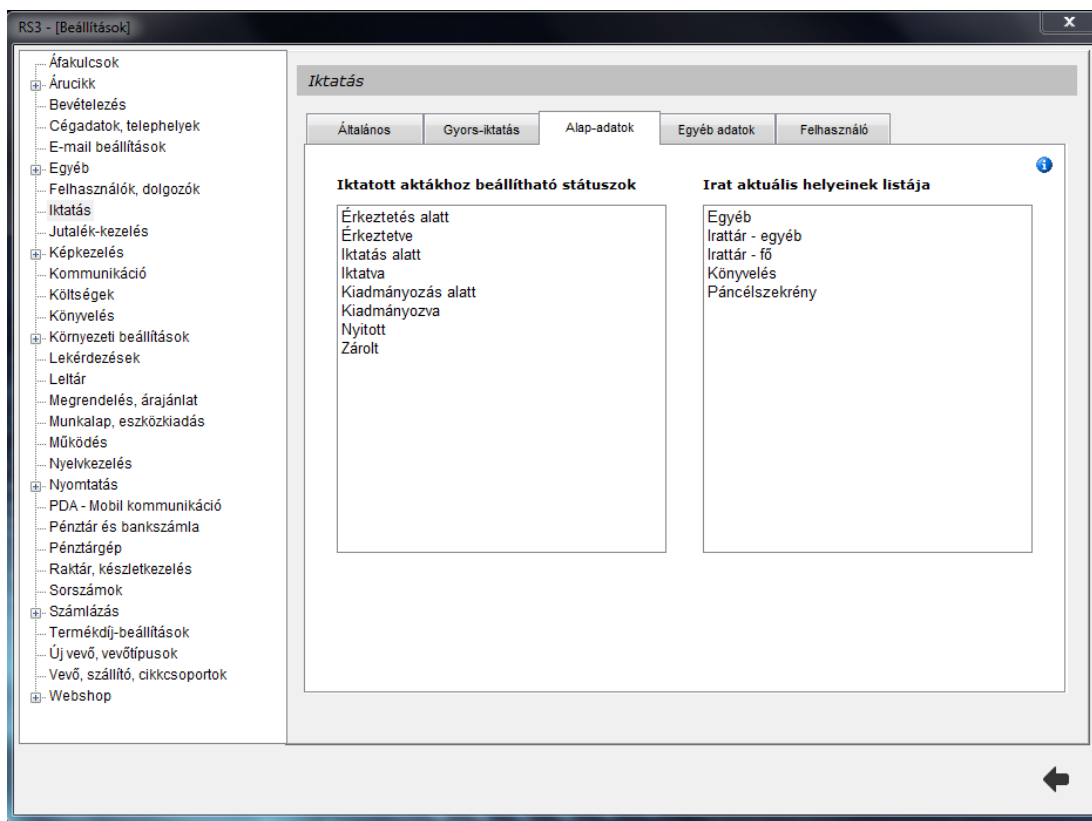 RS3 - [Beállítások]
x
Áfakulcsok
Árucikk
Bevételezés
Cégadatok, telephelyek
E-mail beállítások
Egyéb
Felhasználók, dolgozók
Iktatás
Jutalék-kezelés
Képkezelés
Kommunikáció
Költségek
Könyvelés
Környezeti beállítások
Lekérdezések
Leltár
Megrendelés, árajánlat
Munkalap, eszközkiadás
Működés
Nyelvkezelés
Nyomtatás
PDA - Mobil kommunikáció
Pénztár és bankszámla
Pénztárgép
Raktár, készletkezelés
Sorszámok
Számlázás
Termékdíj-beállítások
Új vevő, vevőtípusok
Vevő, szállító, cikkcsoportok
Webshop
Iktatás
Általános Gyors-iktatás Alap-adatok Egyéb adatok Felhasználó
Iktatott aktákhoz beállítható státuszok
Érkeztetés alatt
Érkeztetve
Iktatás alatt
Iktatva
Kiadmányozás alatt
Kiadmányozva
Nyitott
Zárolt
Irat aktuális helyeinek listája
Egyéb
Irattár - egyéb
Irattár - fő
Könyvelés
Páncélszekrény